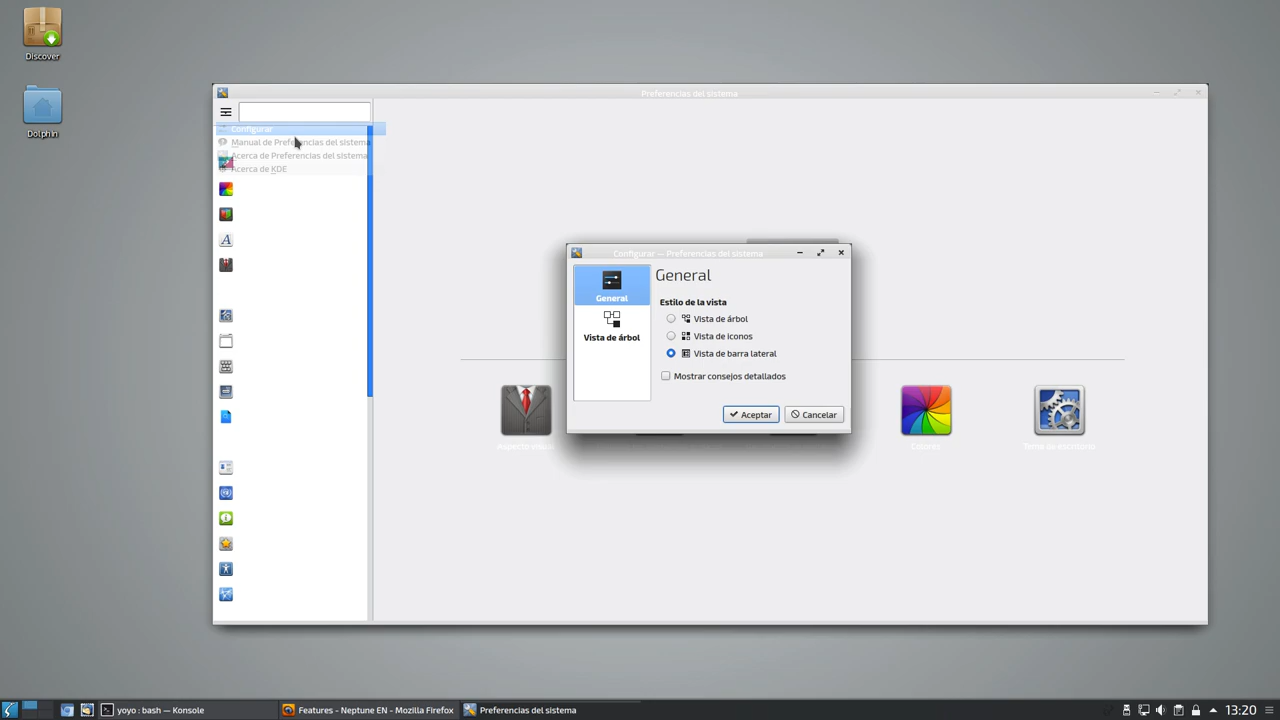 Discover
Dolphin
Preferencias del sistema
Configurar
Manual de Preferencias del sistema
Acerca de Preferencias del sistema
Acerca de KDE
Configurar — Preferencias del sistema
General
Vista de árbol
General
Estilo de la vista
Vista de árbol
Vista de iconos
Vista de barra lateral
Mostrar consejos detallados
Aceptar
Cancelar
Aspecto visual
Colores
Tema de escritorio
yoyo : bash — Konsole
Features - Neptune EN - Mozilla Firefox
Preferencias del sistema
13:20